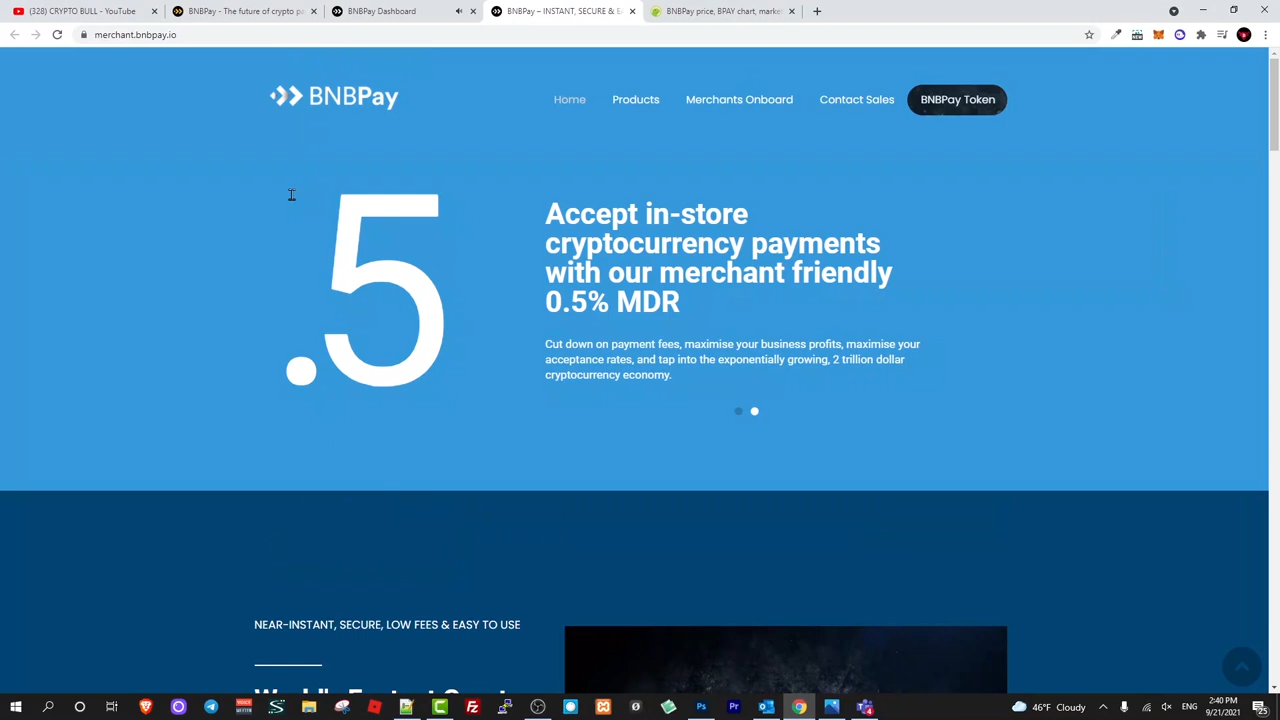 (328) CRYPTO BULL - YouTube
BNBPay - The future of crypto pa
BNBPay Dashboard
BNBPay – INSTANT, SECURE & E
BNBPay price, BPAY chart, marke
merchant.bnbpay.io
BNBPay
Home
Products
Merchants Onboard
Contact Sales
BNBPay Token
.5
Accept in-store
cryptocurrency payments
with our merchant friendly
0.5% MDR
Cut down on payment fees, maximise your business profits, maximise your
acceptance rates, and tap into the exponentially growing, 2 trillion dollar
cryptocurrency economy.
NEAR-INSTANT, SECURE, LOW FEES & EASY TO USE
46°F Cloudy
ENG
2:40 PM
9/21/2021